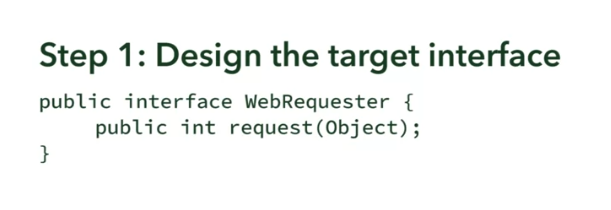 Step 1: Design the target interface
public interface WebRequester {
public int request(Object);
}